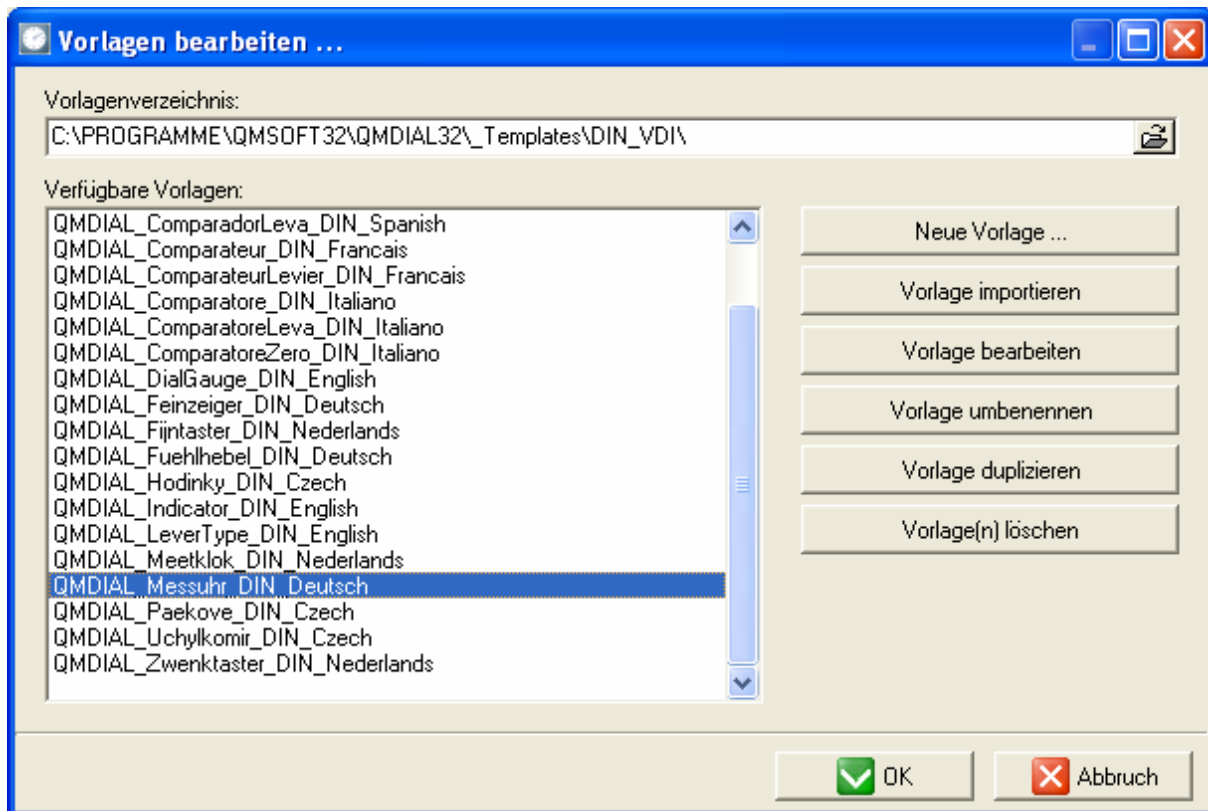 Vorlagen bearbeiten ...
Vorlagenverzeichnis:
C:\PROGRAMME\QMSOFT32\QMDIAL32\_Templates\DIN_VDI\
Verfügbare Vorlagen:
QMDIAL_ComparadorLeva_DIN_Spanish
QMDIAL_Comparateur_DIN_Francais
QMDIAL_ComparateurLevier_DIN_Francais
QMDIAL_Comparatore_DIN_Italiano
QMDIAL_ComparatoreLeva_DIN_Italiano
QMDIAL_ComparatoreZero_DIN_Italiano
QMDIAL_DialGauge_DIN_English
QMDIAL_Feinzeiger_DIN_Deutsch
QMDIAL_Fijntaster_DIN_Nederlands
QMDIAL_Fuehlhebel_DIN_Deutsch
QMDIAL_Hodinky_DIN_Czech
QMDIAL_Indicator_DIN_English
QMDIAL_LeverType_DIN_English
QMDIAL_Meetklok_DIN_Nederlands
QMDIAL_Messuhr_DIN_Deutsch
QMDIAL_Paekove_DIN_Czech
QMDIAL_Uchylkomir_DIN_Czech
QMDIAL_Zwenktaster_DIN_Nederlands
Neue Vorlage ...
Vorlage importieren
Vorlage bearbeiten
Vorlage umbenennen
Vorlage duplizieren
Vorlage(n) löschen
OK
Abbruch